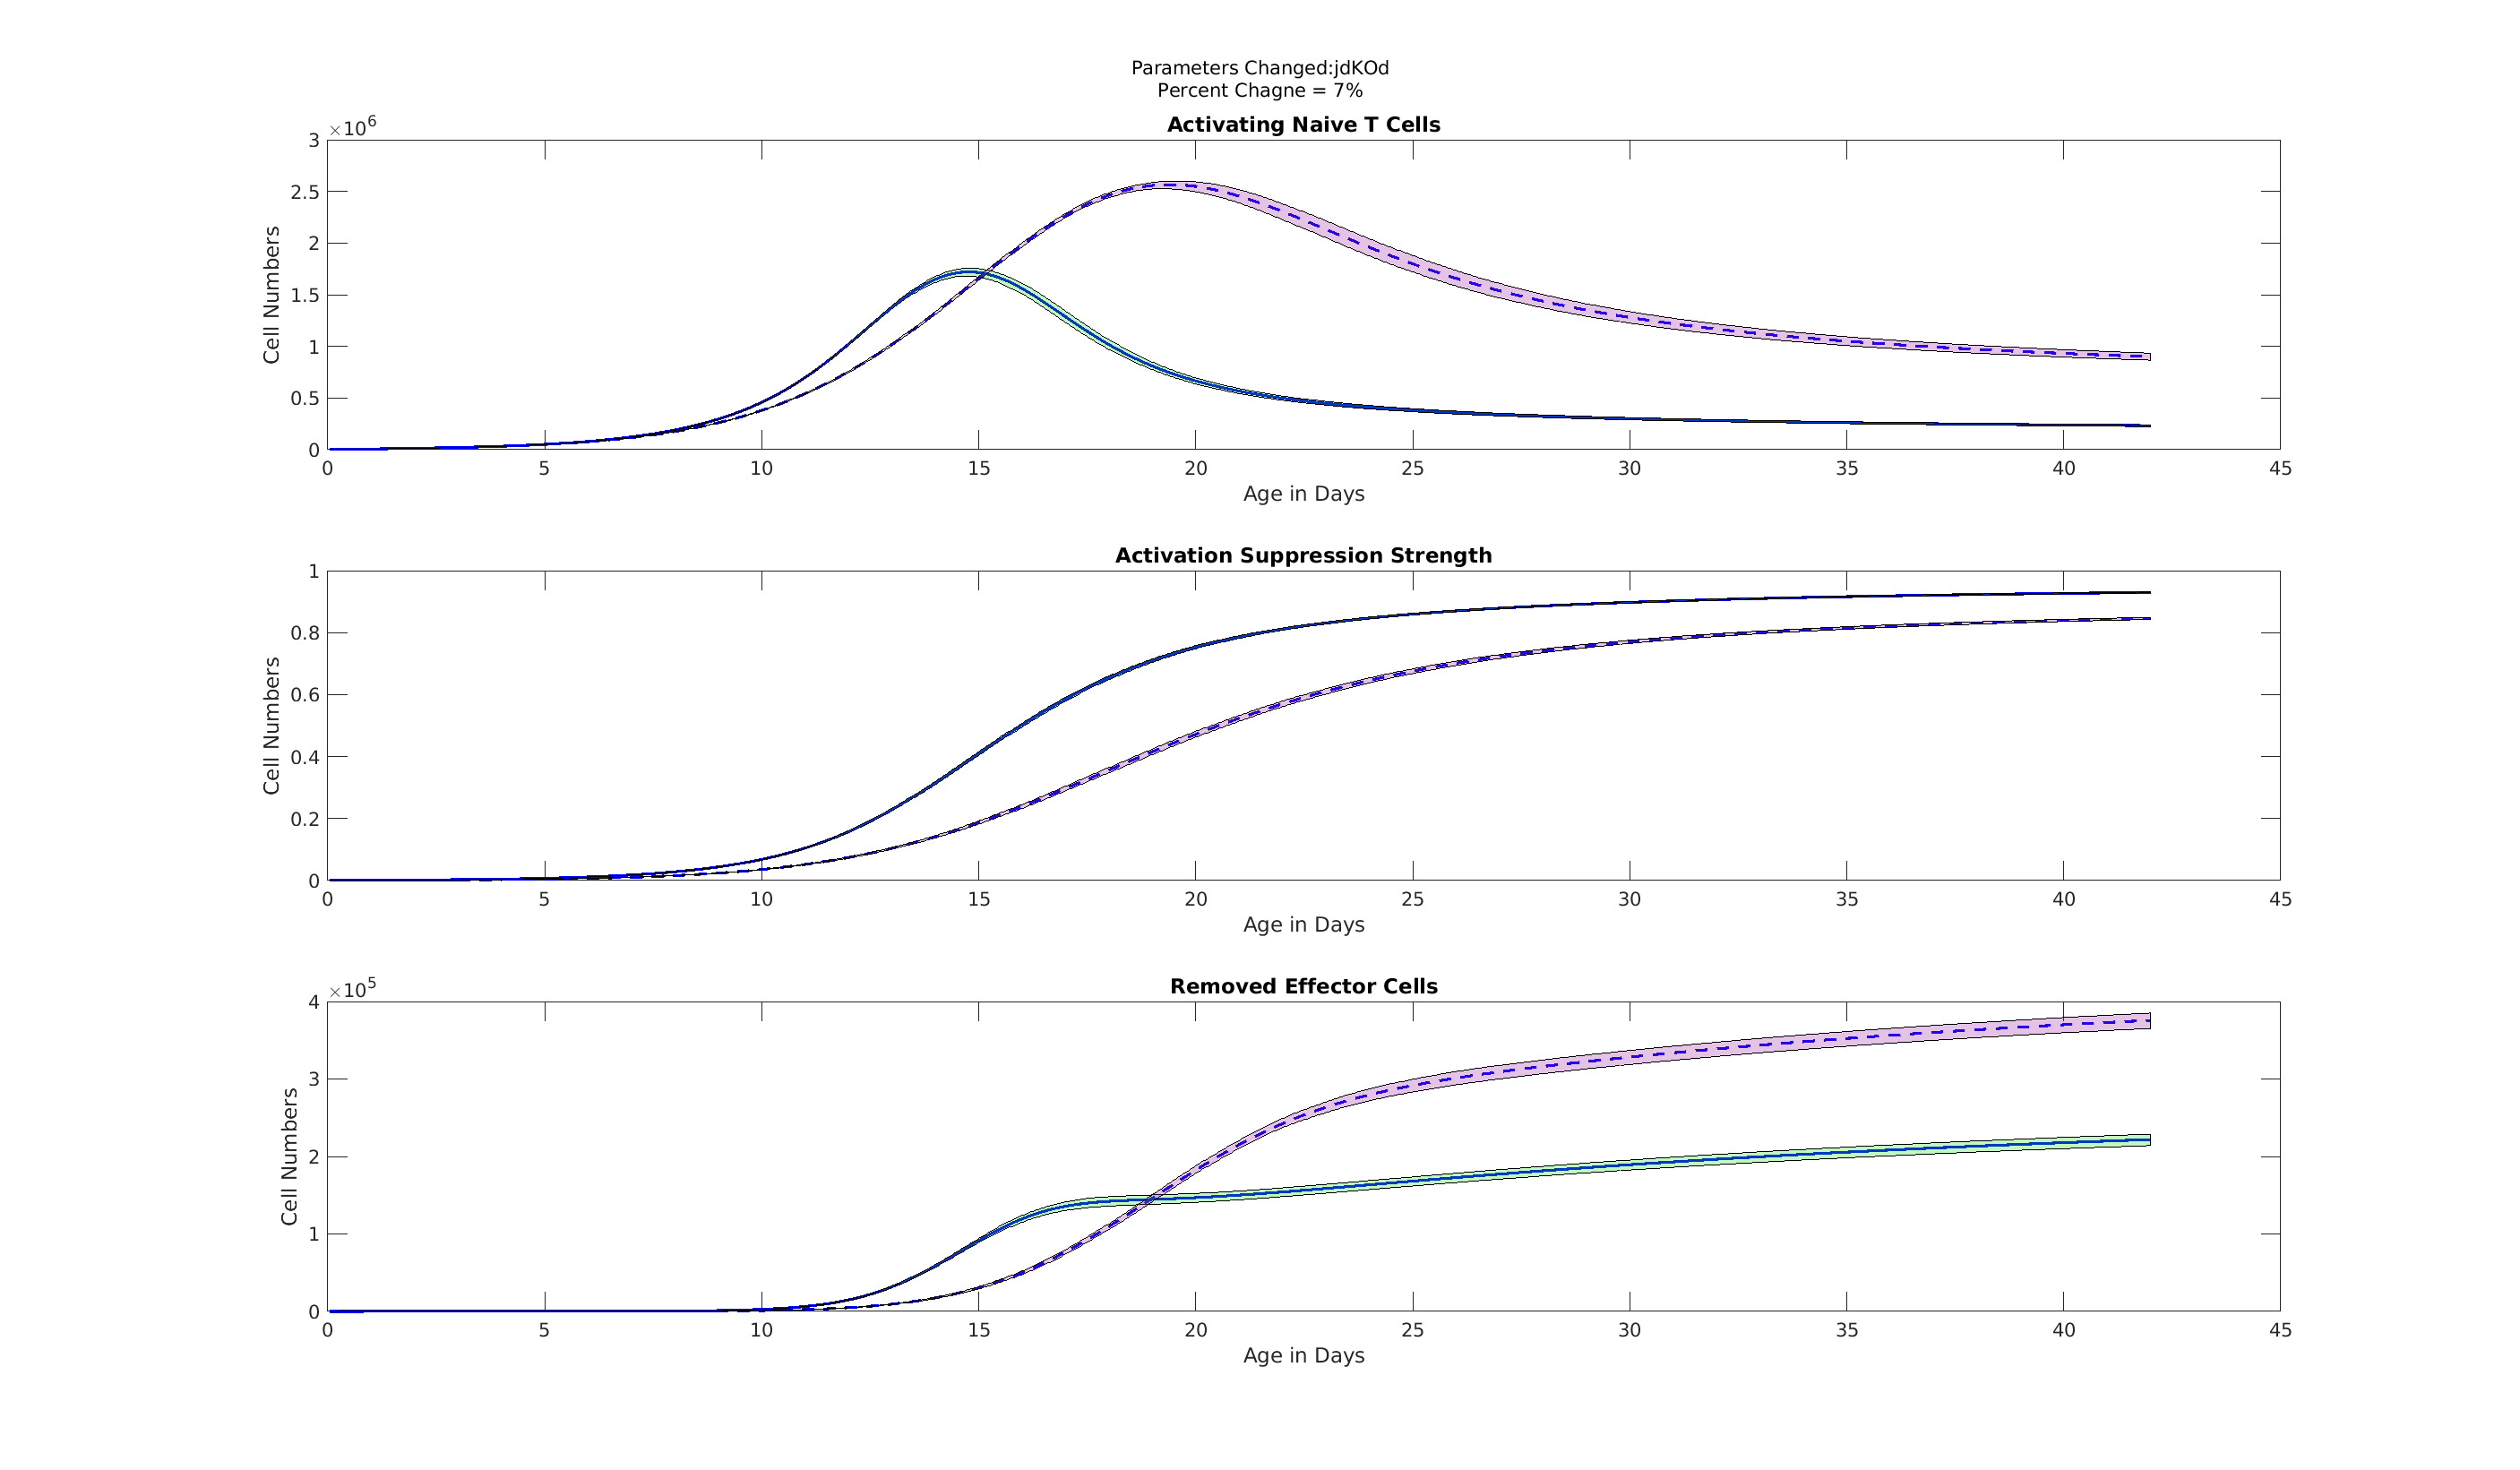 Parameters Changed:jdKOd
Percent Chagne = 7%
Activating Naive T Cells
×10^6
3
2.5
2
1.5
1
0.5
0
Cell Numbers
0 5 10 15 20 25 30 35 40 45
Age in Days
Activation Suppression Strength
1
0.8
0.6
0.4
0.2
0
Cell Numbers
0 5 10 15 20 25 30 35 40 45
Age in Days
Removed Effector Cells
×10^5
4
3
2
1
0
Cell Numbers
0 5 10 15 20 25 30 35 40 45
Age in Days